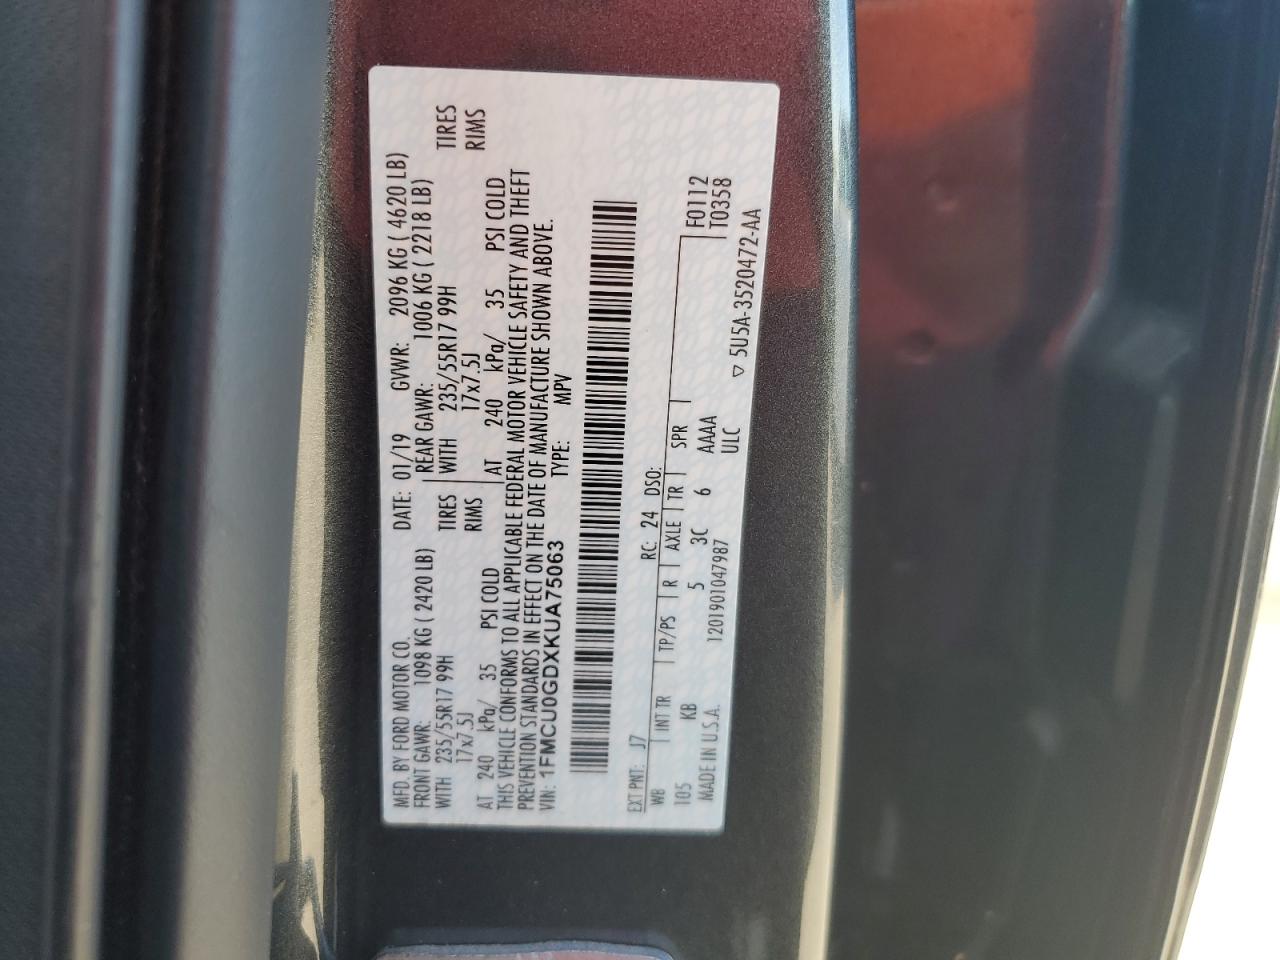 MFD. BY FORD MOTOR CO. DATE: 01/19 GVWR: 2096 KG ( 4620 LB)
FRONT GAWR: 1098 KG ( 2420 LB) REAR GAWR: 1006 KG ( 2218 LB)
WITH 235/55R17 99H TIRES WITH 235/55R17 99H TIRES
17x7.5J RIMS 17x7.5J RIMS
AT 240 kPa/ 35 PSI COLD AT 240 kPa/ 35 PSI COLD
THIS VEHICLE CONFORMS TO ALL APPLICABLE FEDERAL MOTOR VEHICLE SAFETY AND THEFT
PREVENTION STANDARDS IN EFFECT ON THE DATE OF MANUFACTURE SHOWN ABOVE.
VIN: 1FMCU0GDXKUA75063 TYPE: MPV
EXT PNT: J7 RC: 24 DSO:
WB INT TR TP/PS R AXLE TR SPR F0112
105 KB 5 3C 6 AAAA T0358
MADE IN U.S.A. 1201901047987 ULC
▽ 5U5A-3520472-AA